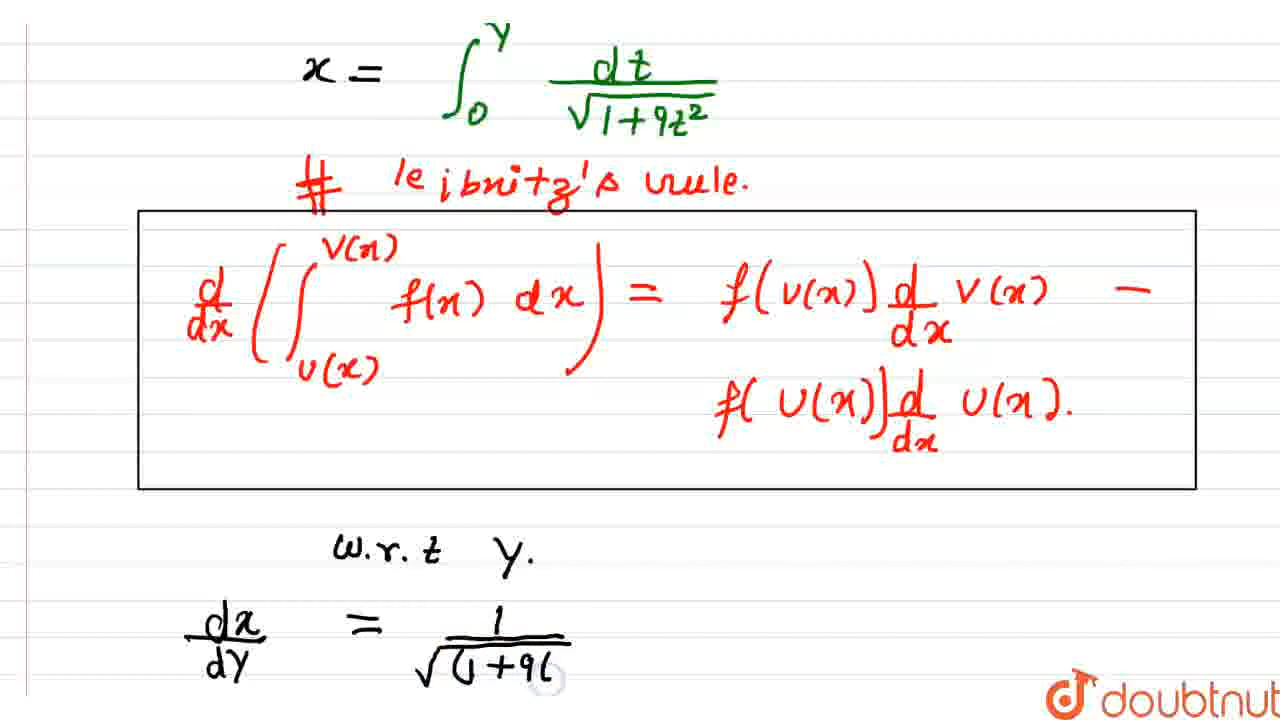 x = ∫₀^y dt / √(1+9t²)
# leibnitz's rule.
d/dx ( ∫_{u(x)}^{v(x)} f(x) dx ) = f(v(x)) d/dx v(x) –
f(u(x)) d/dx u(x).
w.r.t y.
dx/dy = 1 / √(1+9(
doubtnut